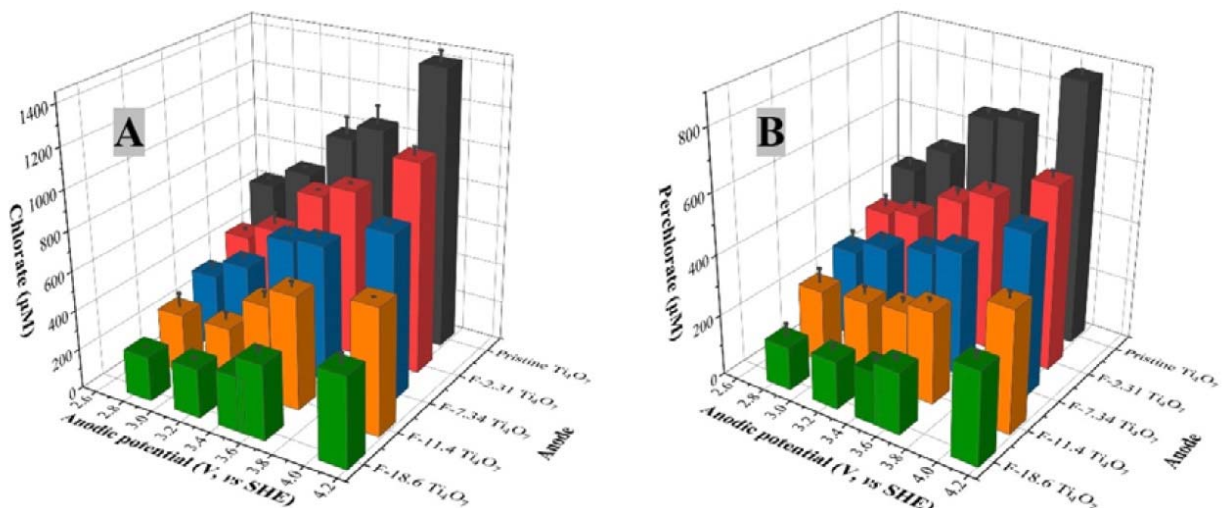 A
Chlorate (µM)
0
200
400
600
800
1000
1200
1400
2.6
2.8
3.0
3.2
3.4
3.6
3.8
4.0
4.2
Anodic potential (V, vs SHE)
Pristine Ti₄O₇
F-2.31 Ti₄O₇
F-7.34 Ti₄O₇
F-11.4 Ti₄O₇
F-18.6 Ti₄O₇
Anode
B
Perchlorate (µM)
0
200
400
600
800
2.6
2.8
3.0
3.2
3.4
3.6
3.8
4.0
4.2
Anodic potential (V, vs SHE)
Pristine Ti₄O₇
F-2.31 Ti₄O₇
F-7.34 Ti₄O₇
F-11.4 Ti₄O₇
F-18.6 Ti₄O₇
Anode